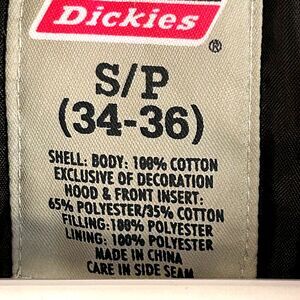 Dickies
®
S/P
(34-36)
SHELL: BODY: 100% COTTON
EXCLUSIVE OF DECORATION
HOOD & FRONT INSERT:
65% POLYESTER/35% COTTON
FILLING:100% POLYESTER
LINING: 100% POLYESTER
MADE IN CHINA
CARE IN SIDE SEAM